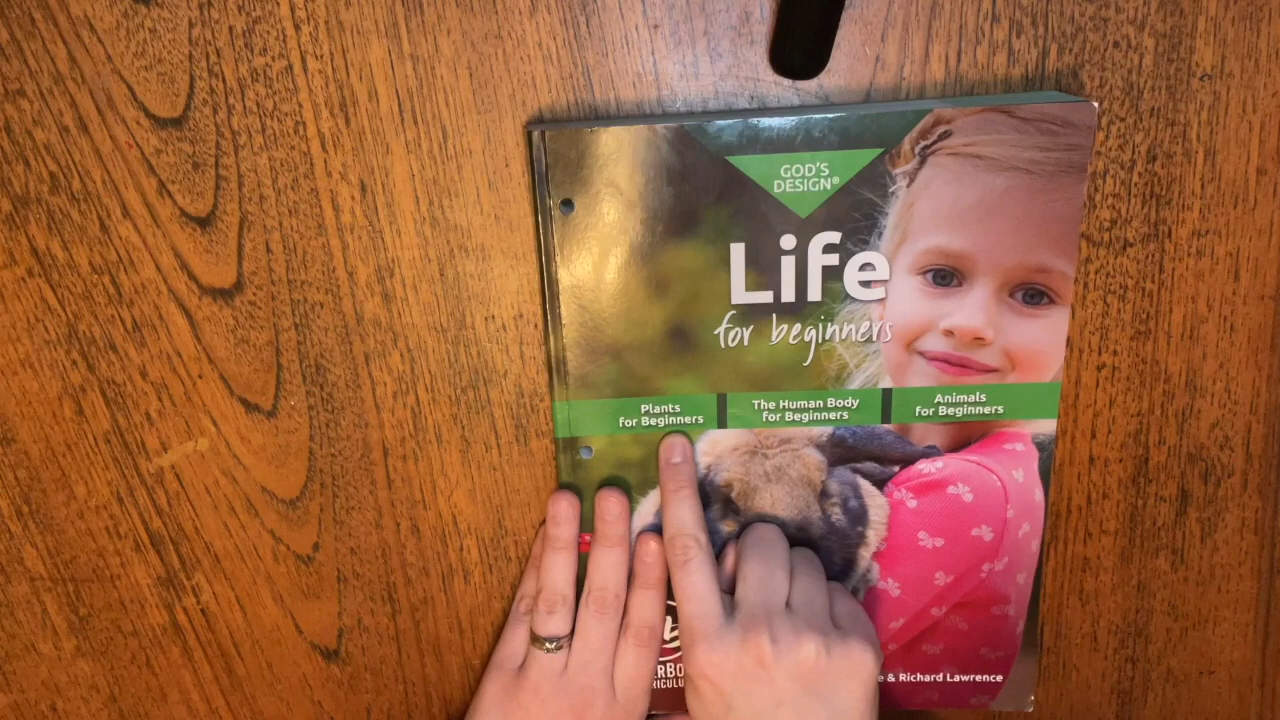 GOD'S
DESIGN®
Life
for beginners
Plants
for Beginners
The Human Body
for Beginners
Animals
for Beginners
& Richard Lawrence